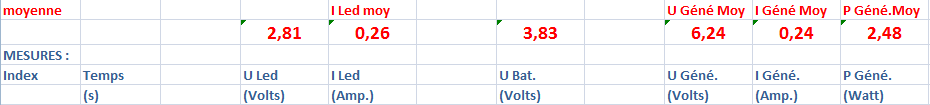 moyenne I Led moy U Géné Moy I Géné Moy P Géné.Moy
2,81 0,26 3,83 6,24 0,24 2,48
MESURES :
Index Temps U Led I Led U Bat. U Géné. I Géné. P Géné.
(s) (Volts) (Amp.) (Volts) (Volts) (Amp.) (Watt)